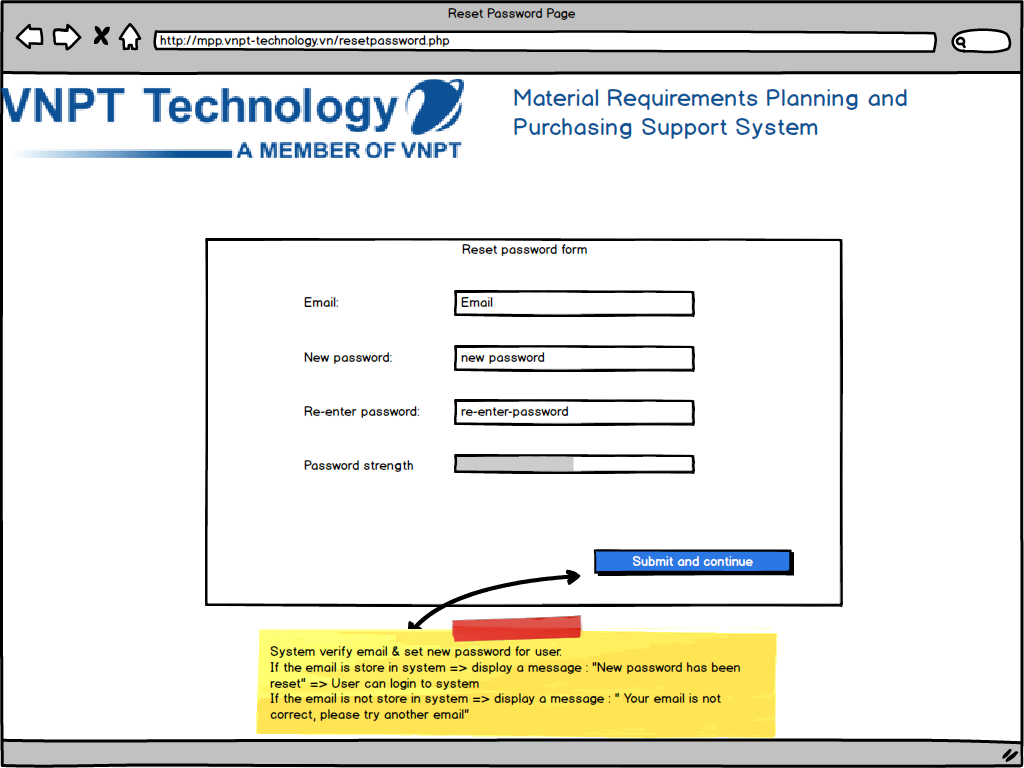 Reset Password Page
http://mpp.vnpt-technology.vn/resetpassword.php
VNPT Technology
A MEMBER OF VNPT
Material Requirements Planning and
Purchasing Support System
Reset password form
Email: Email
New password: new password
Re-enter password: re-enter-password
Password strength
Submit and continue
System verify email & set new password for user.
If the email is store in system => display a message : "New password has been
reset" => User can login to system
If the email is not store in system => display a message : " Your email is not
correct, please try another email"